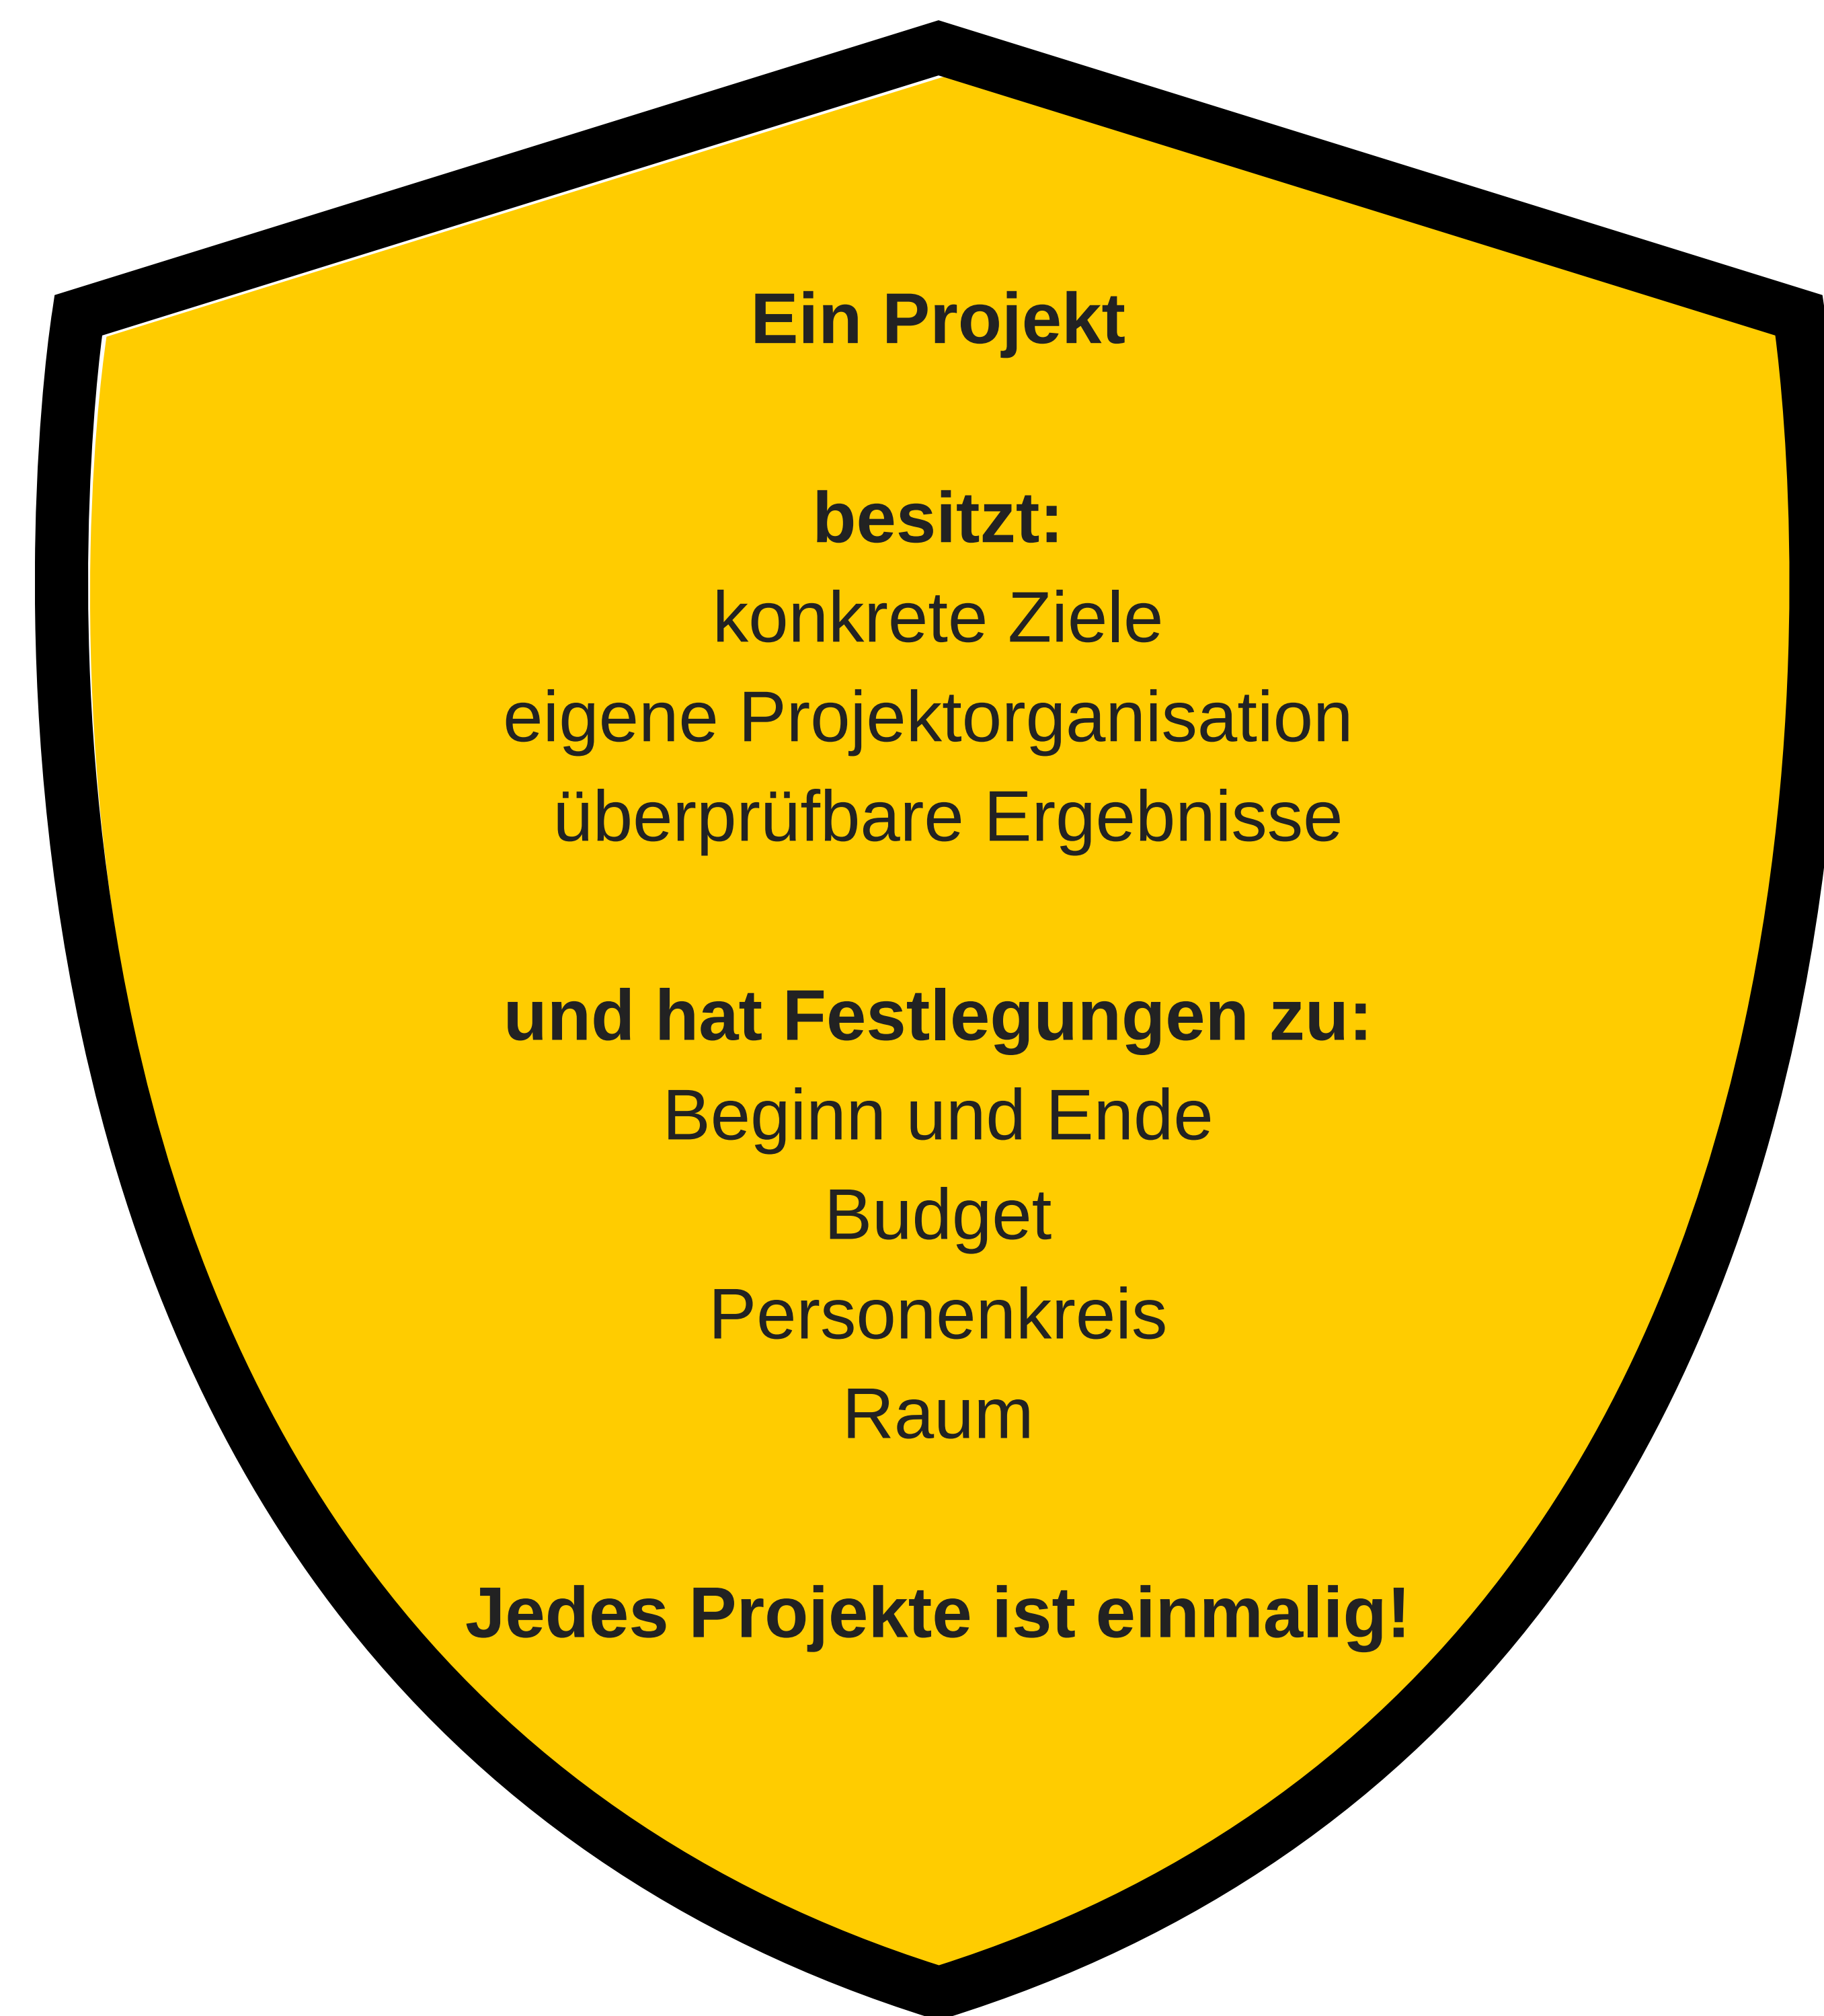 Ein Projekt
besitzt:
konkrete Ziele
eigene Projektorganisation
überprüfbare Ergebnisse
und hat Festlegungen zu:
Beginn und Ende
Budget
Personenkreis
Raum
Jedes Projekte ist einmalig!